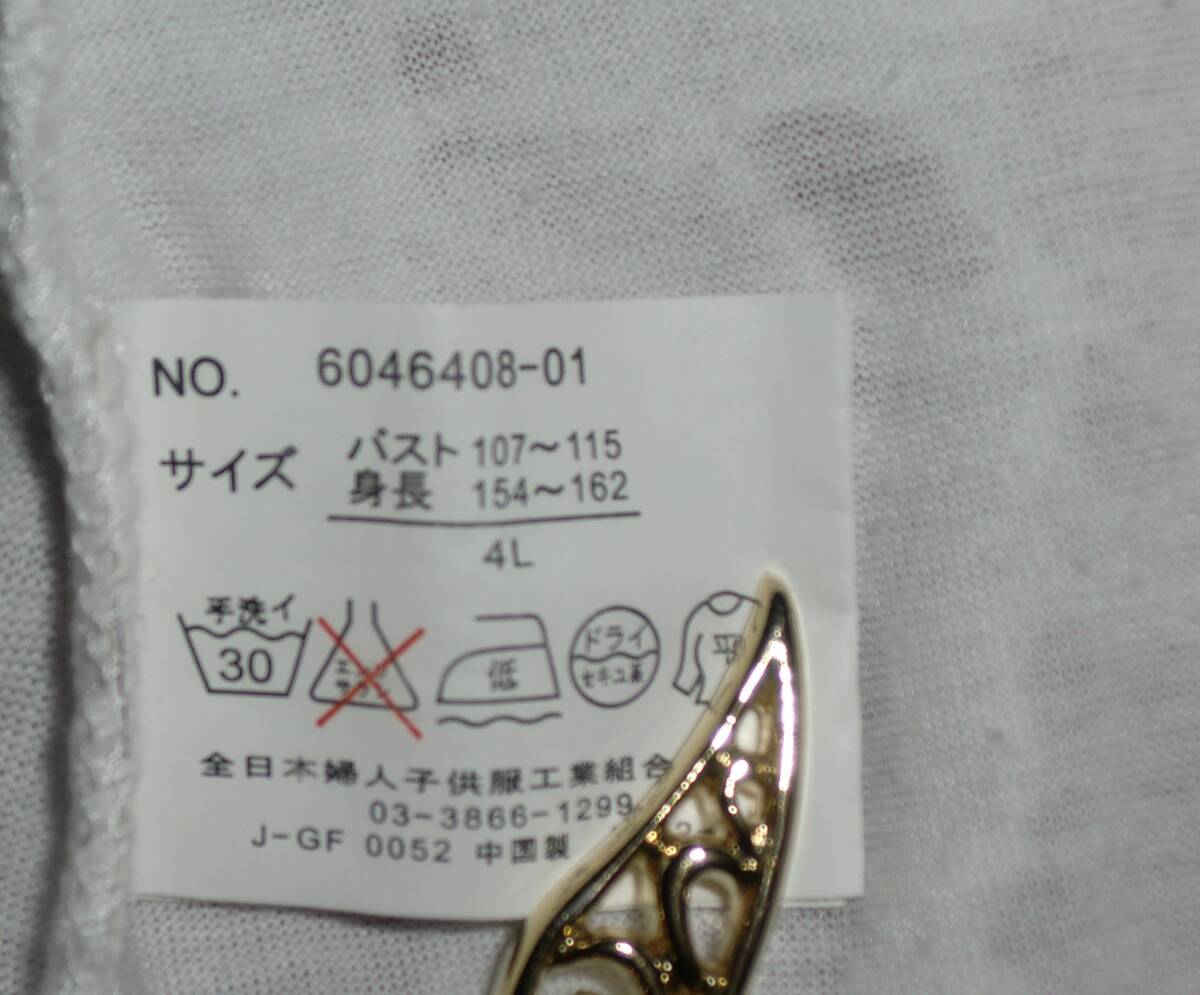 NO. 6046408-01
サイズ バスト 107～115
身長 154～162
4L
手洗イ
30
低
ドライ
セキユ系
平
全日本婦人子供服工業組合
03-3866-1299
J-GF 0052 中国製